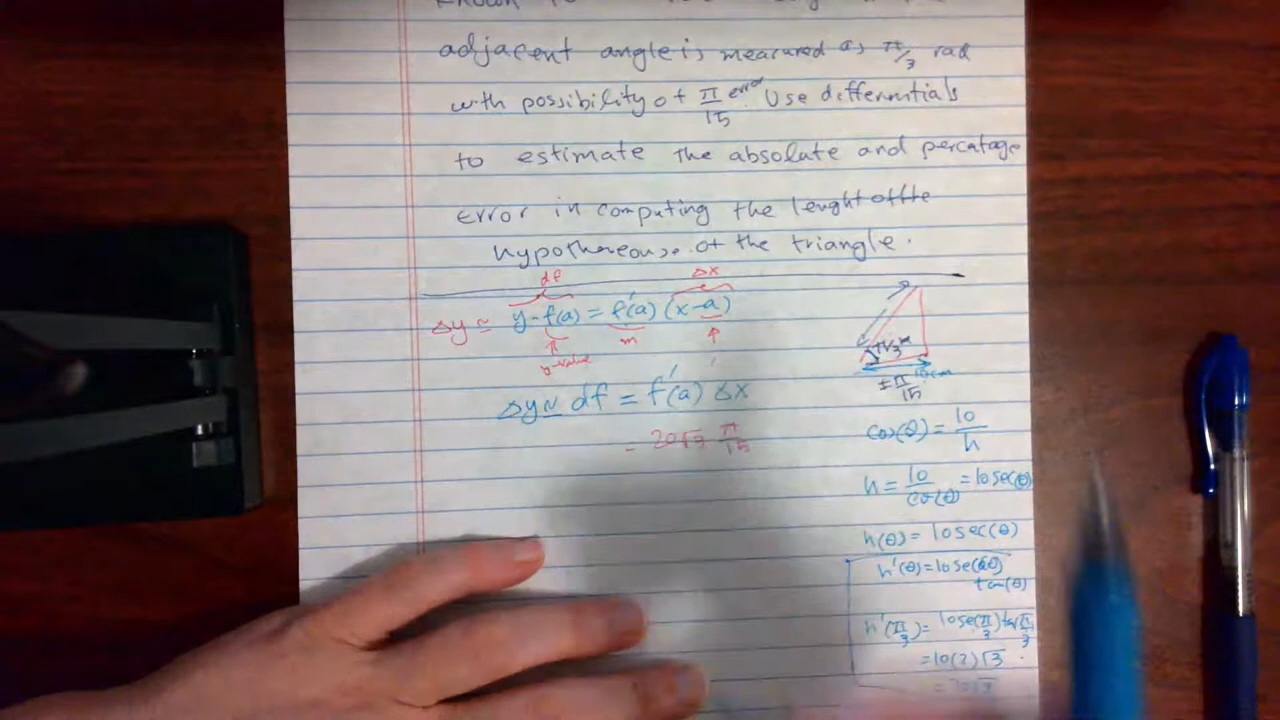 adjacent angle is measured as π/3 rad
with possibility of π/15 error. Use differentials
to estimate the absolute and percatage
error in computing the lenght of the
hypothenous of the triangle.
df Δx
Δy ≃ y-f(a) = f'(a) (x-a)
y-value m
Δy ≃ df = f'(a) Δx
= 20√3 π/15
π/3
10cm
± π/15
cos(θ) = 10/h
h = 10/cos(θ) = 10sec(θ)
h(θ) = 10sec(θ)
h'(θ) = 10sec(θ)
tan(θ)
h'(π/3) = 10sec(π/3)tan π/3
= 10(2)√3
= 20√3